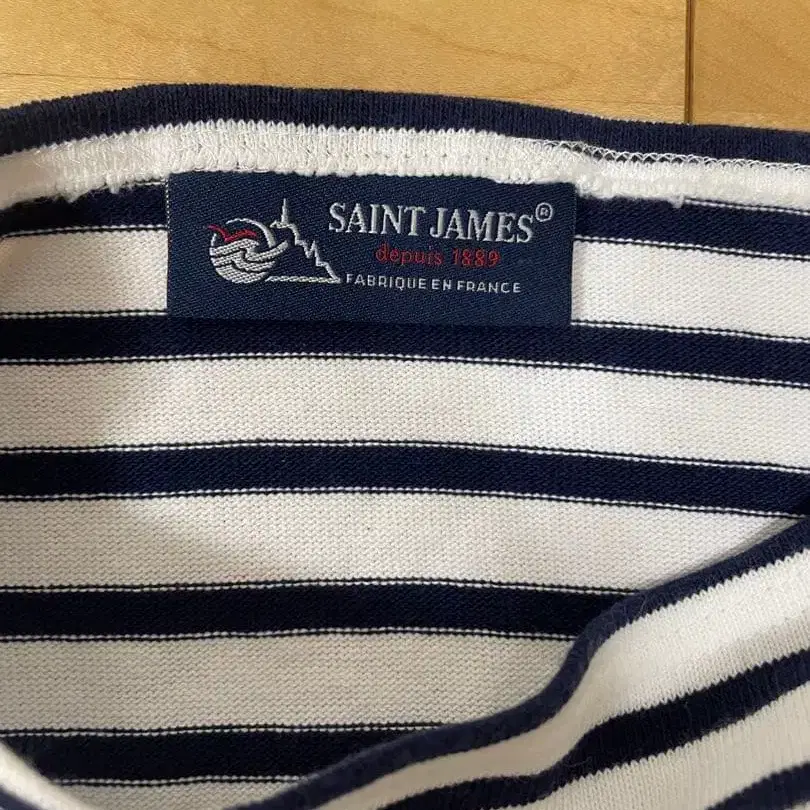 SAINT JAMES®
depuis 1889
FABRIQUE EN FRANCE